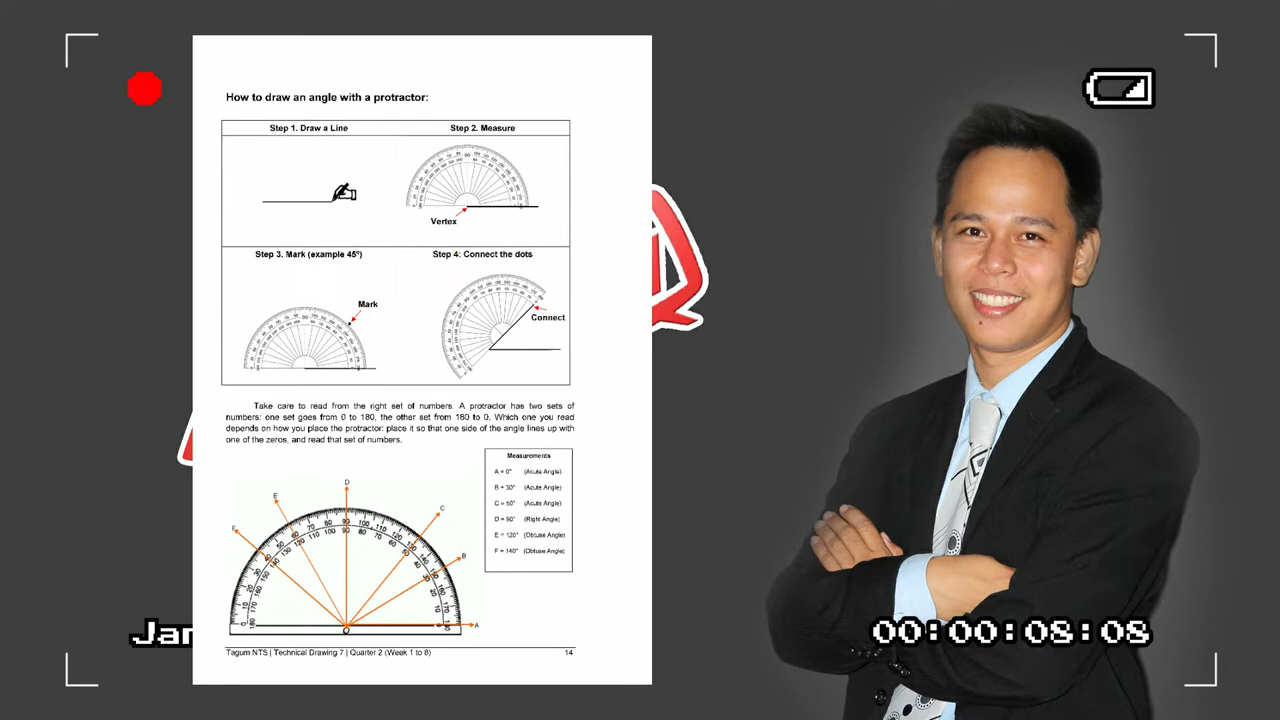 How to draw an angle with a protractor:
Step 1. Draw a Line
Step 2. Measure
Vertex
Step 3. Mark (example 45º)
Step 4: Connect the dots
Mark
Connect
Take care to read from the right set of numbers. A protractor has two sets of
numbers: one set goes from 0 to 180, the other set from 180 to 0. Which one you read
depends on how you place the protractor: place it so that one side of the angle lines up with
one of the zeros, and read that set of numbers.
Measurements
A = 0° (Acute Angle)
B = 30° (Acute Angle)
C = 50° (Acute Angle)
D = 90° (Right Angle)
E = 120° (Obtuse Angle)
F = 140° (Obtuse Angle)
D
E
C
F
B
A
O
Jan
00:00:08:08
Tagum NTS | Technical Drawing 7 | Quarter 2 (Week 1 to 8)
14